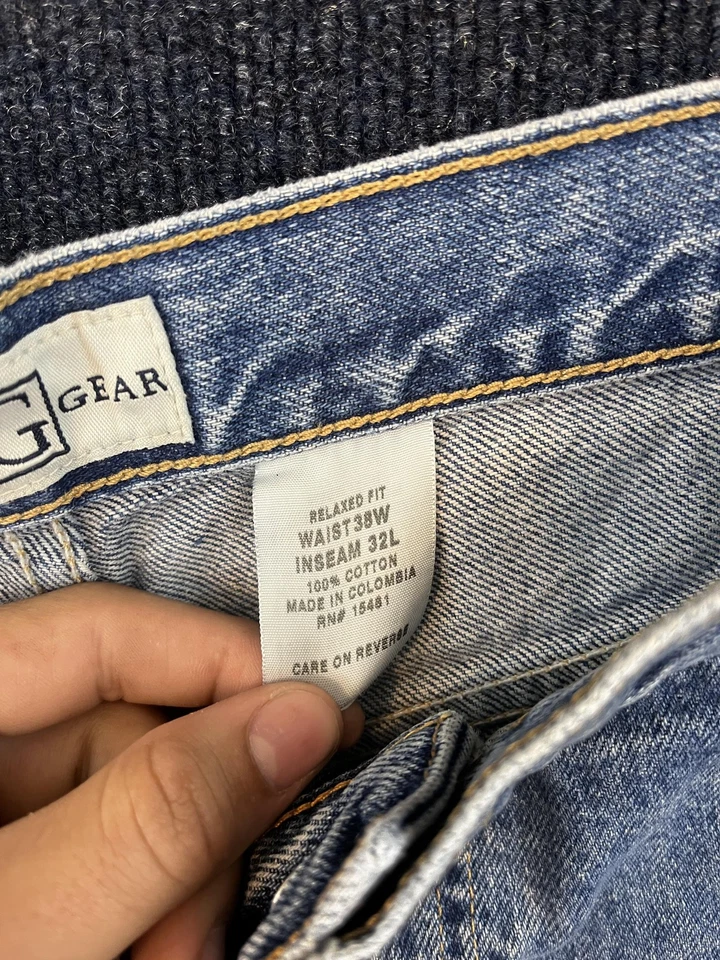 G GEAR
RELAXED FIT
WAIST 38W
INSEAM 32L
100% COTTON
MADE IN COLOMBIA
RN# 15481
CARE ON REVERSE